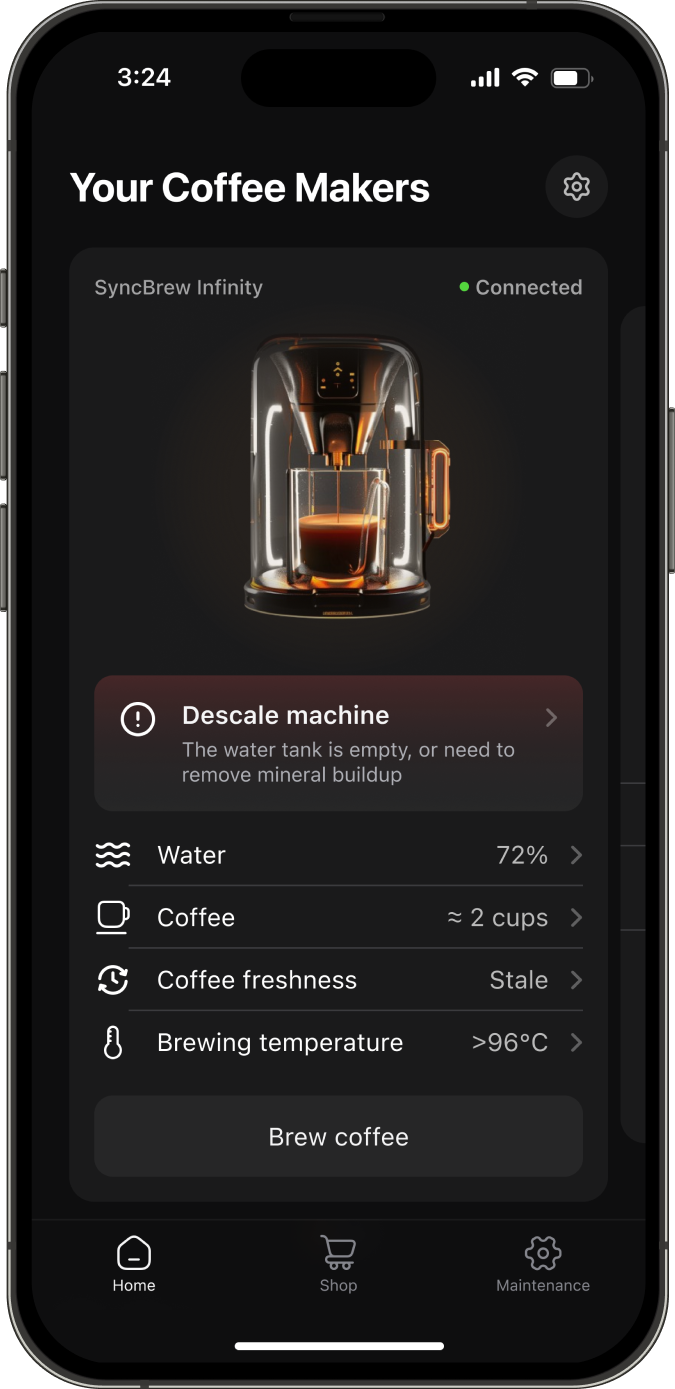 3:24
Your Coffee Makers
SyncBrew Infinity
Connected
Descale machine
The water tank is empty, or need to
remove mineral buildup
Water 72%
Coffee ≈ 2 cups
Coffee freshness Stale
Brewing temperature >96°C
Brew coffee
Home Shop Maintenance